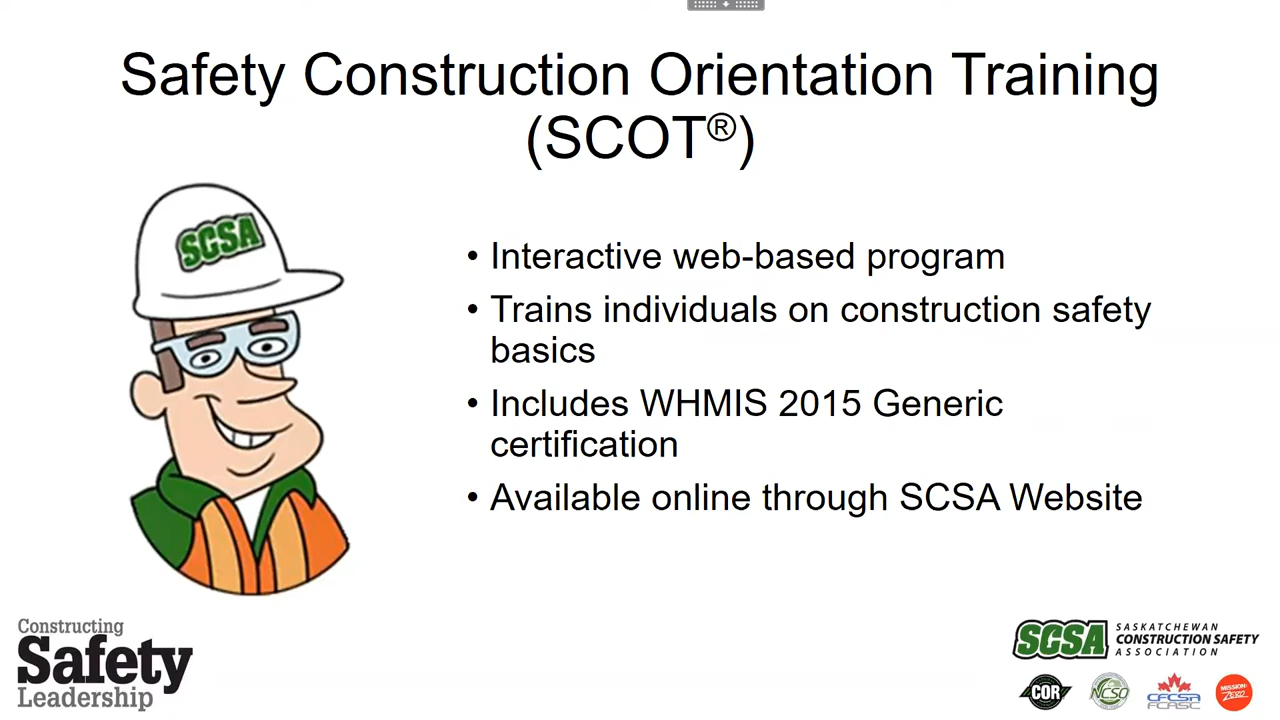 Safety Construction Orientation Training
(SCOT®)
SCSA
• Interactive web-based program
• Trains individuals on construction safety
basics
• Includes WHMIS 2015 Generic
certification
• Available online through SCSA Website
Constructing
Safety
Leadership
SCSA
SASKATCHEWAN
CONSTRUCTION SAFETY
ASSOCIATION
COR
NCSO
CFCSA
FCASC
MISSION:
ZERO